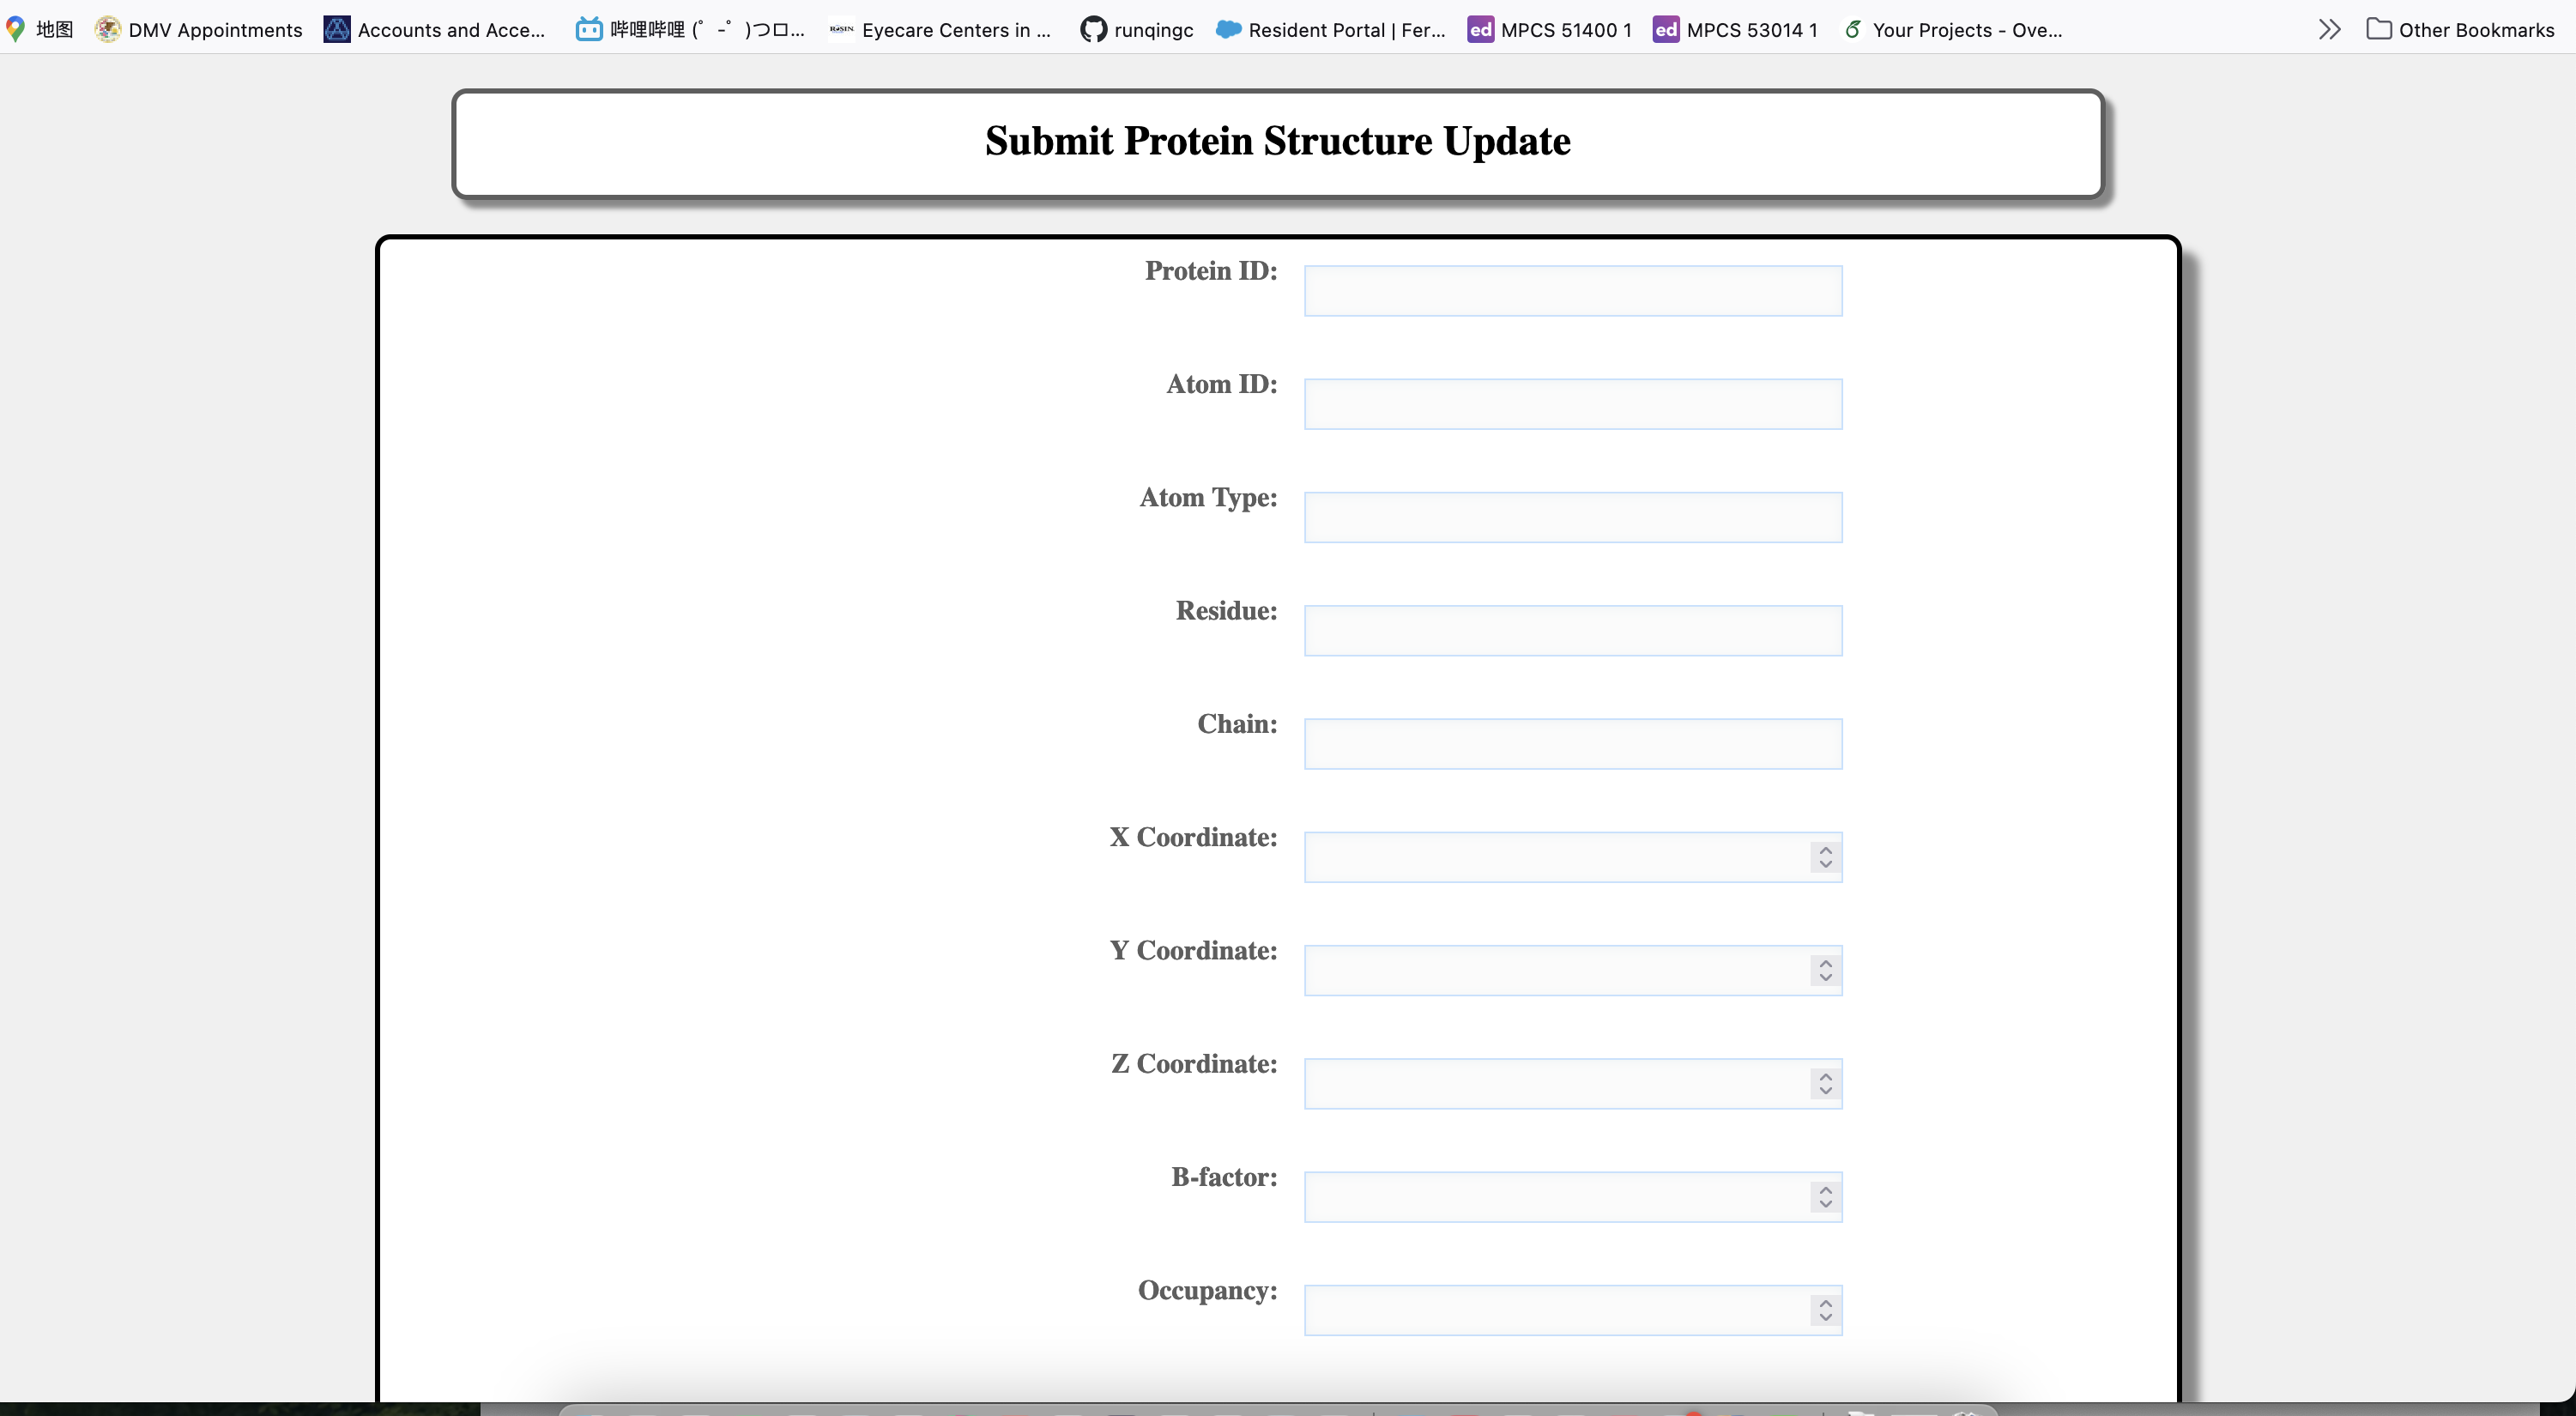 地图 DMV Appointments Accounts and Acce... 哔哩哔哩 (゜-゜)つロ... ROSIN Eyecare Centers in ... runqingc Resident Portal | Fer... ed MPCS 51400 1 ed MPCS 53014 1 Your Projects - Ove... Other Bookmarks
Submit Protein Structure Update
Protein ID:
Atom ID:
Atom Type:
Residue:
Chain:
X Coordinate:
Y Coordinate:
Z Coordinate:
B-factor:
Occupancy: